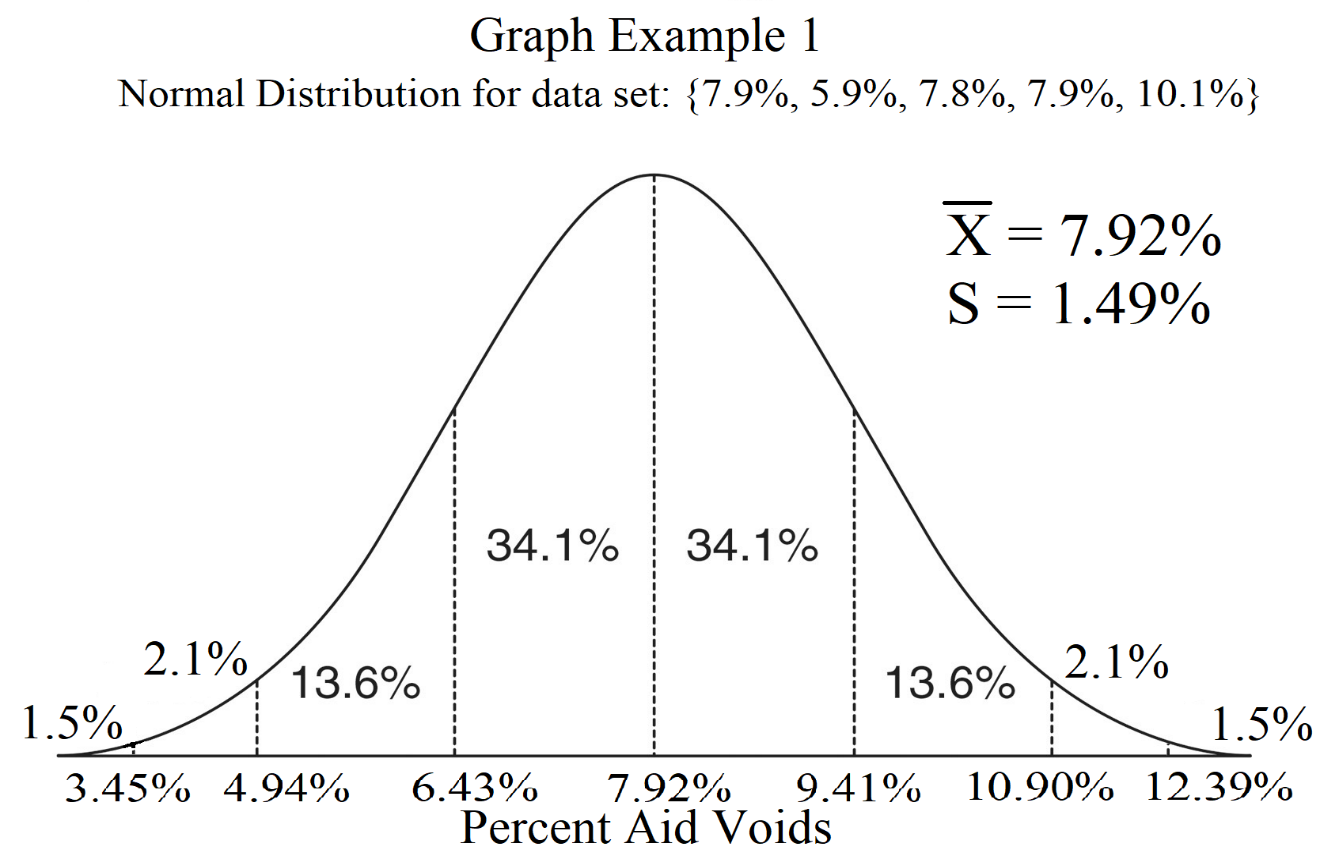 Graph Example 1
Normal Distribution for data set: {7.9%, 5.9%, 7.8%, 7.9%, 10.1%}
X̅ = 7.92%
S = 1.49%
34.1% 34.1%
2.1% 13.6% 13.6% 2.1%
1.5% 1.5%
3.45% 4.94% 6.43% 7.92% 9.41% 10.90% 12.39%
Percent Aid Voids